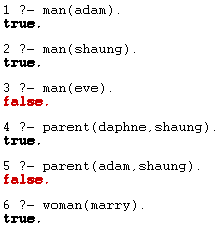 1 ?- man(adam).
true.
2 ?- man(shaung).
true.
3 ?- man(eve).
false.
4 ?- parent(daphne,shaung).
true.
5 ?- parent(adam,shaung).
false.
6 ?- woman(marry).
true.